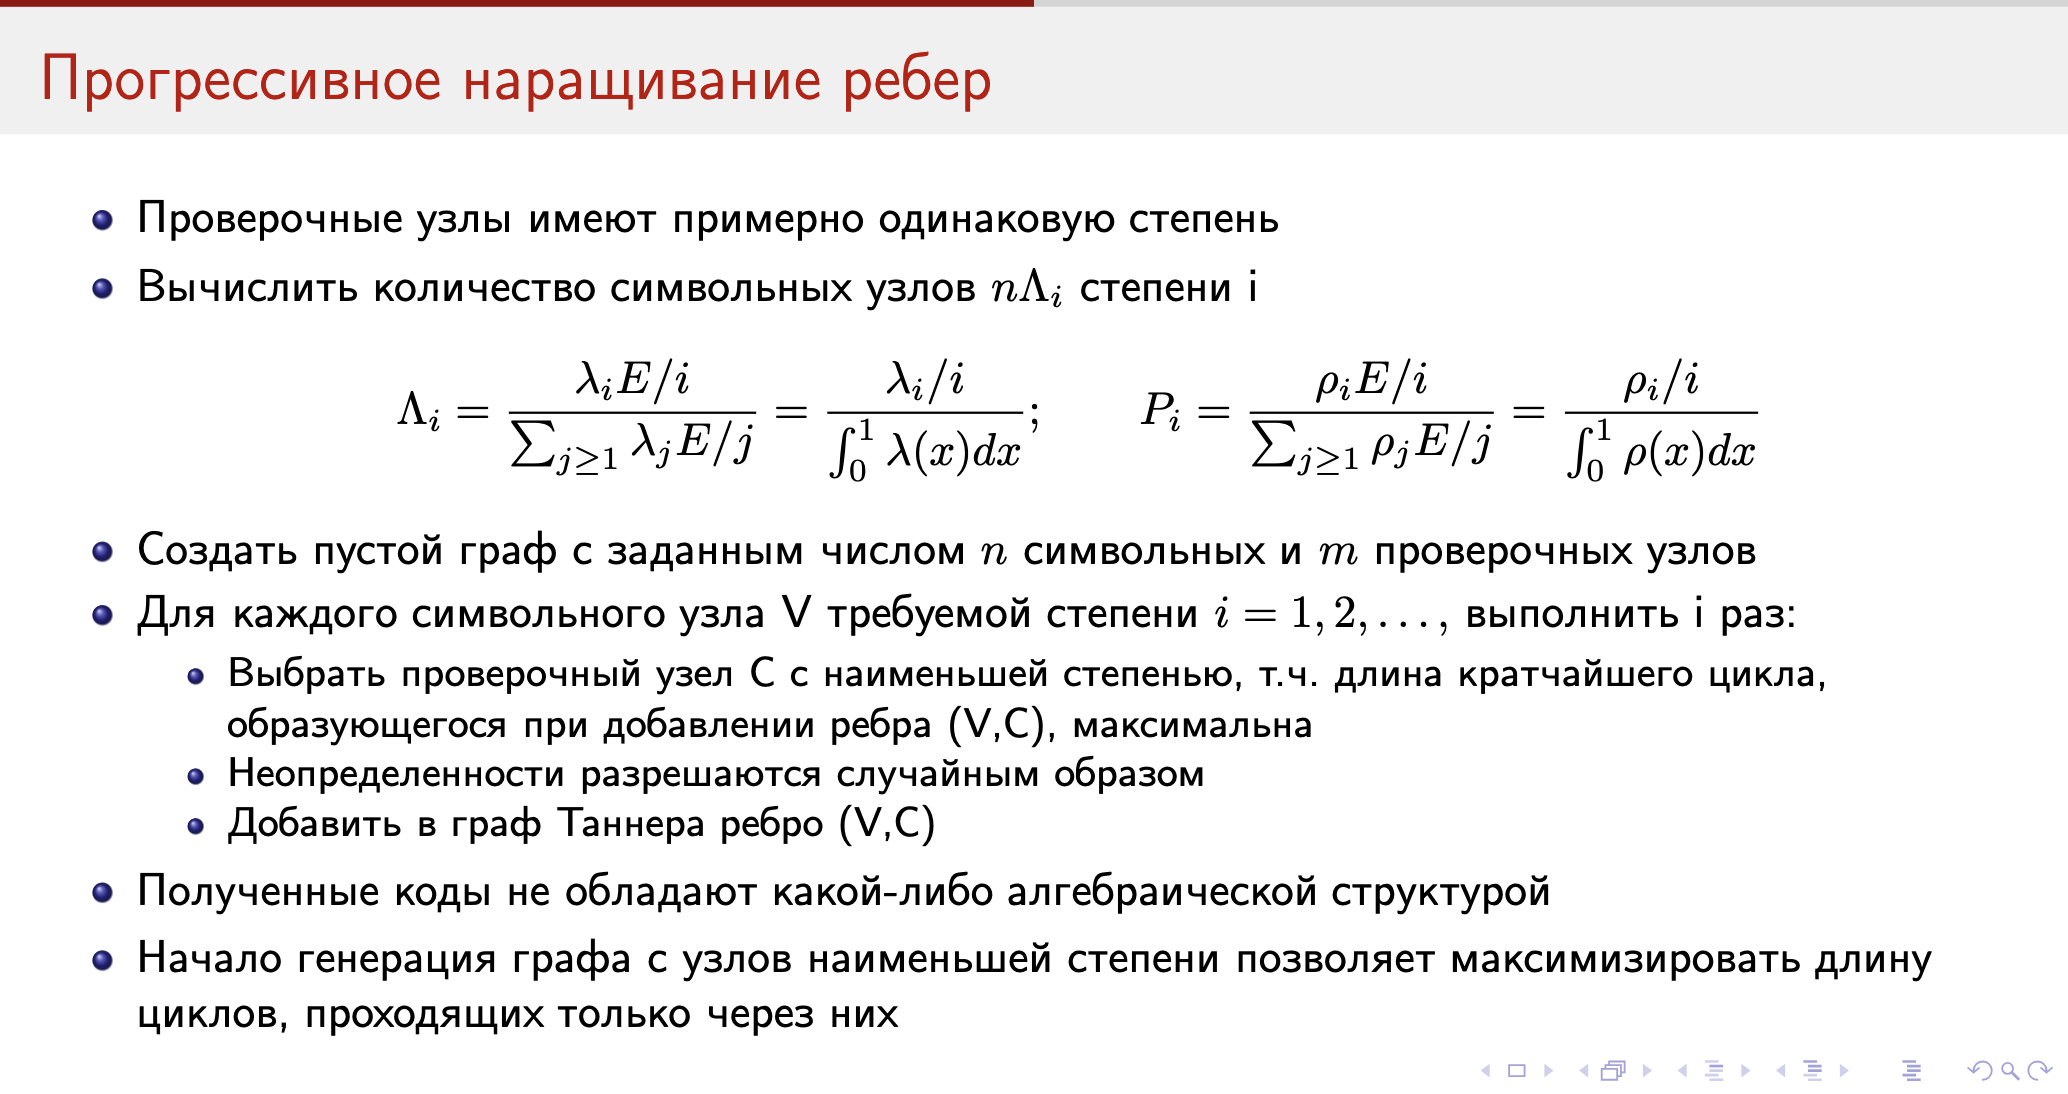 Прогрессивное наращивание ребер
Проверочные узлы имеют примерно одинаковую степень
Вычислить количество символьных узлов $n\Lambda_i$ степени i
$\Lambda_i = \frac{\lambda_i E/i}{\sum_{j\geq 1} \lambda_j E/j} = \frac{\lambda_i/i}{\int_0^1 \lambda(x)dx}; \quad P_i = \frac{\rho_i E/i}{\sum_{j\geq 1} \rho_j E/j} = \frac{\rho_i/i}{\int_0^1 \rho(x)dx}$
Создать пустой граф с заданным числом $n$ символьных и $m$ проверочных узлов
Для каждого символьного узла V требуемой степени $i = 1, 2, \ldots,$ выполнить i раз:
Выбрать проверочный узел C с наименьшей степенью, т.ч. длина кратчайшего цикла,
образующегося при добавлении ребра (V,C), максимальна
Неопределенности разрешаются случайным образом
Добавить в граф Таннера ребро (V,C)
Полученные коды не обладают какой-либо алгебраической структурой
Начало генерация графа с узлов наименьшей степени позволяет максимизировать длину
циклов, проходящих только через них